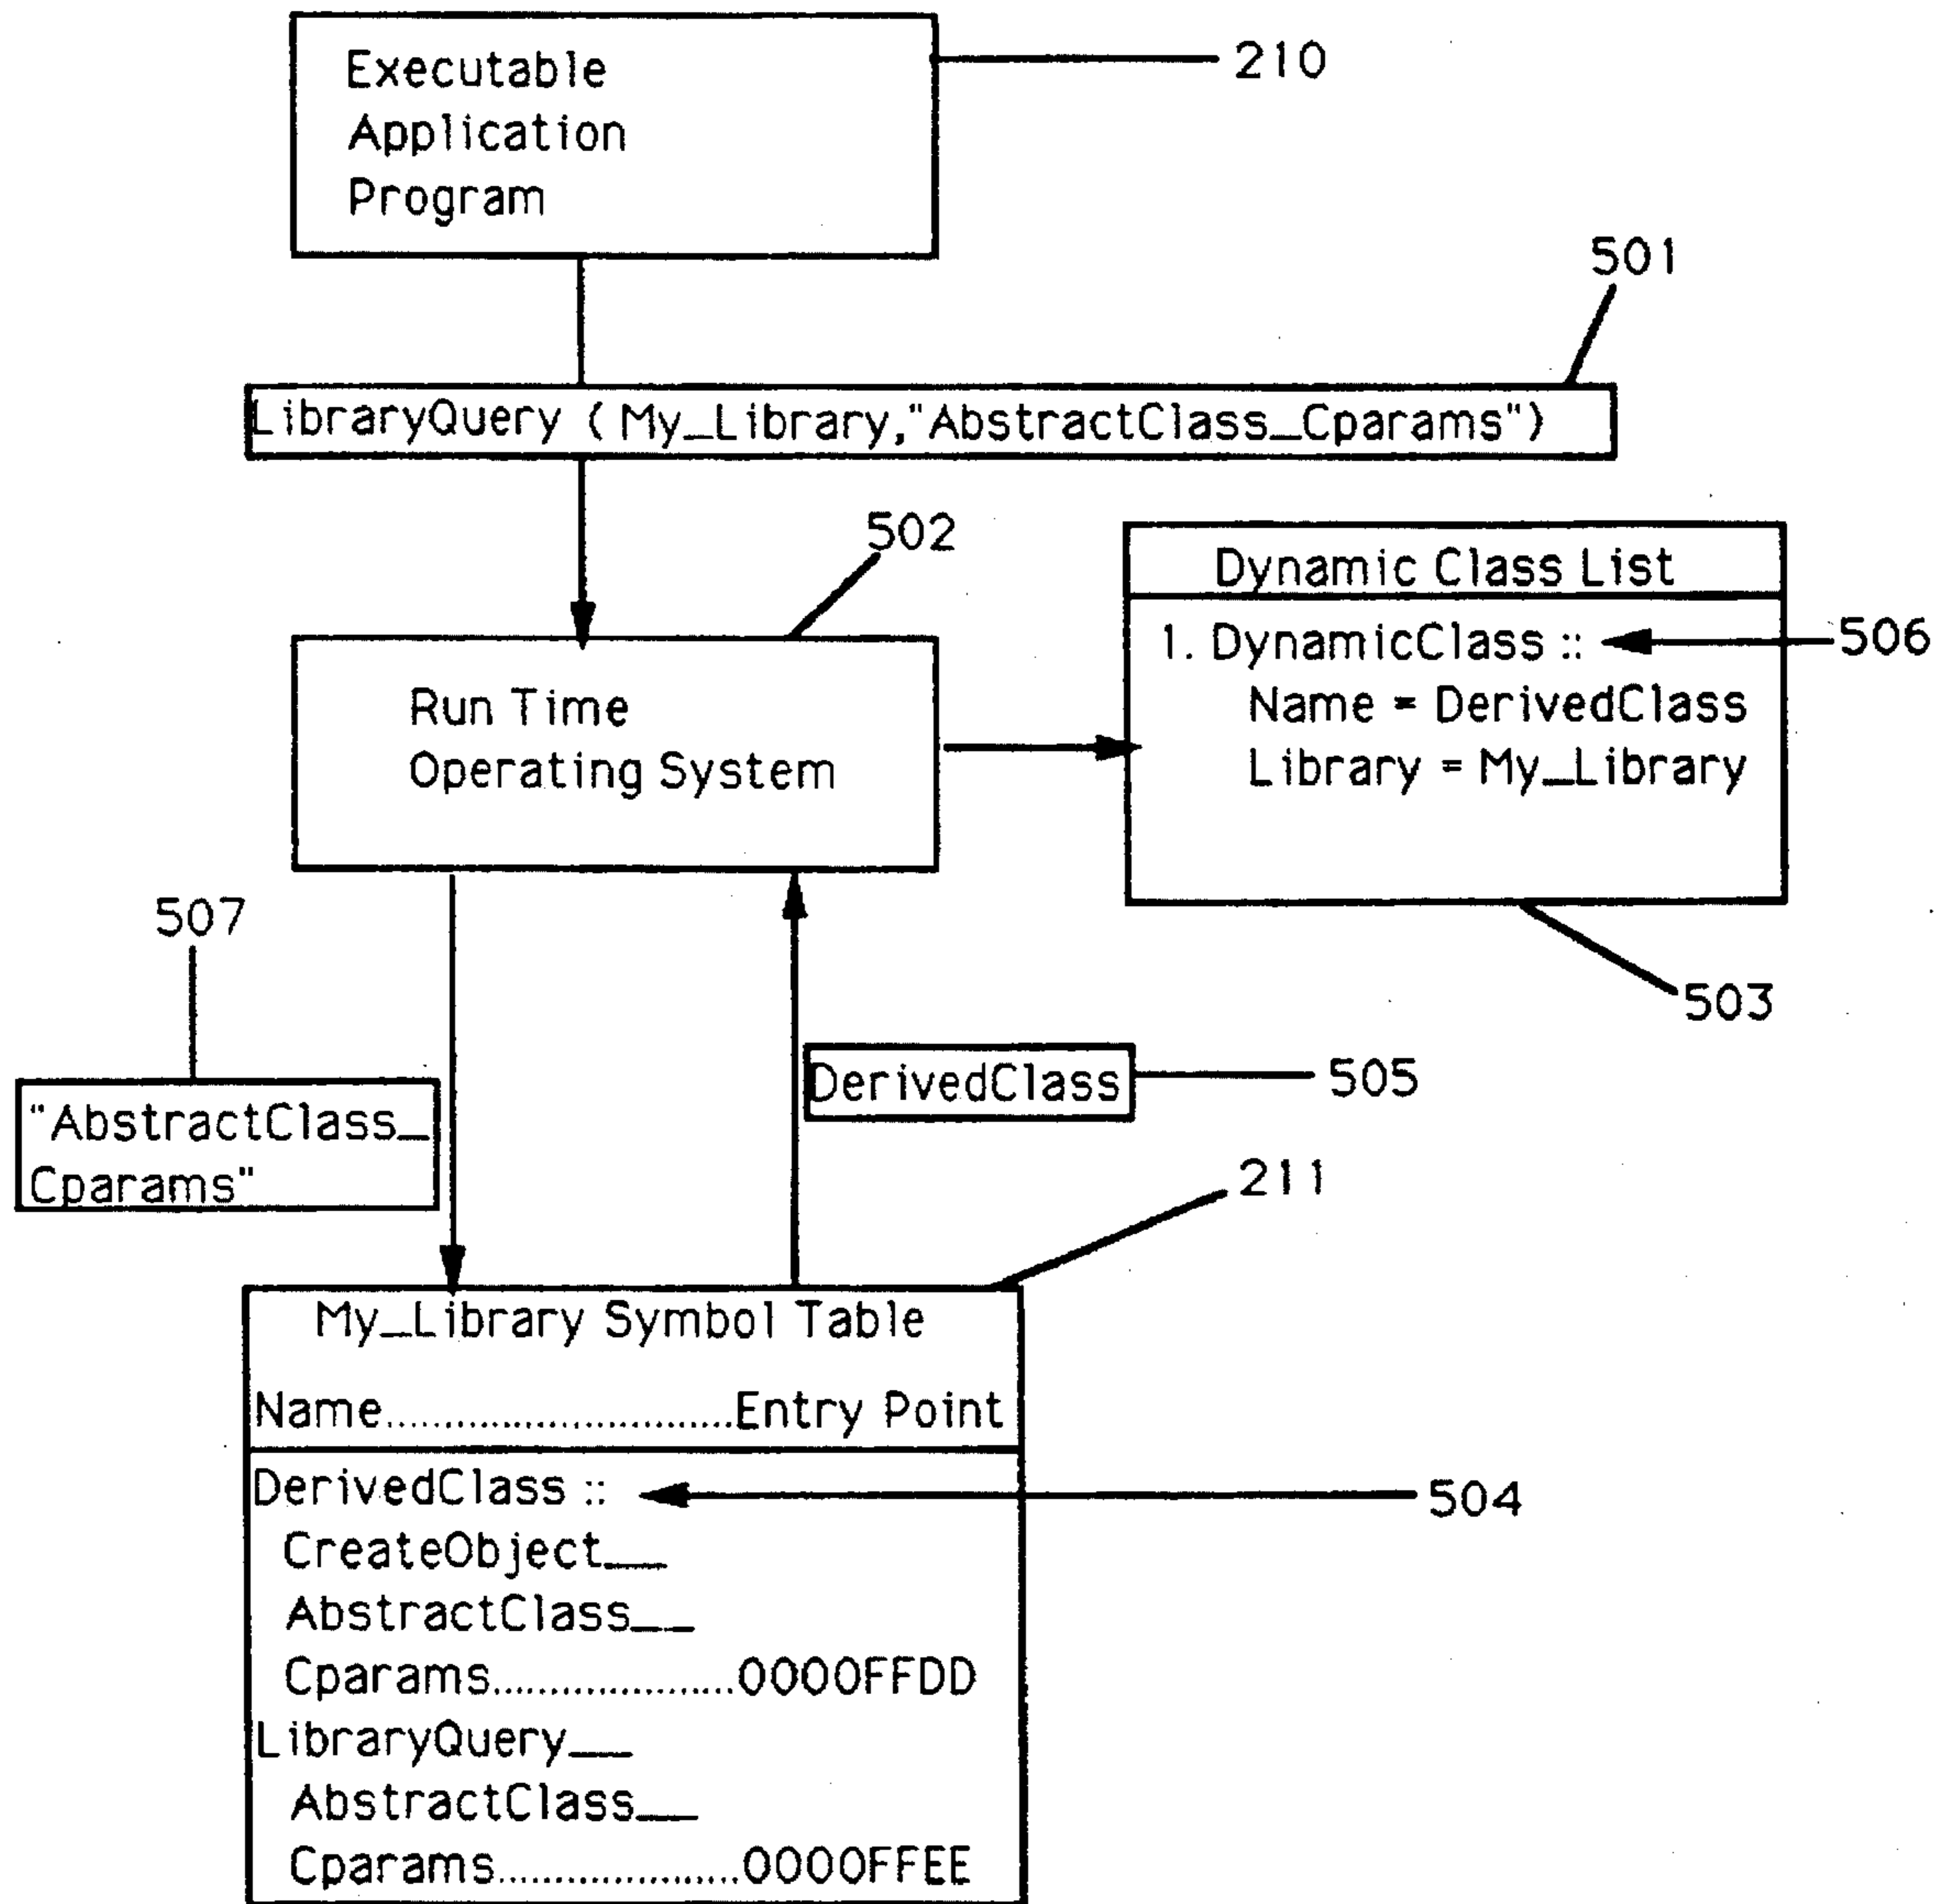 Executable
Application
Program
210
501
LibraryQuery ( My_Library,"AbstractClass_Cparams")
502
Run Time
Operating System
Dynamic Class List
1. DynamicClass ::
Name = DerivedClass
Library = My_Library
506
503
507
"AbstractClass_
Cparams"
DerivedClass
505
211
My_Library Symbol Table
Name..............................Entry Point
DerivedClass ::
504
CreateObject__
AbstractClass__
Cparams.....................0000FFDD
LibraryQuery__
AbstractClass__
Cparams.....................0000FFEE